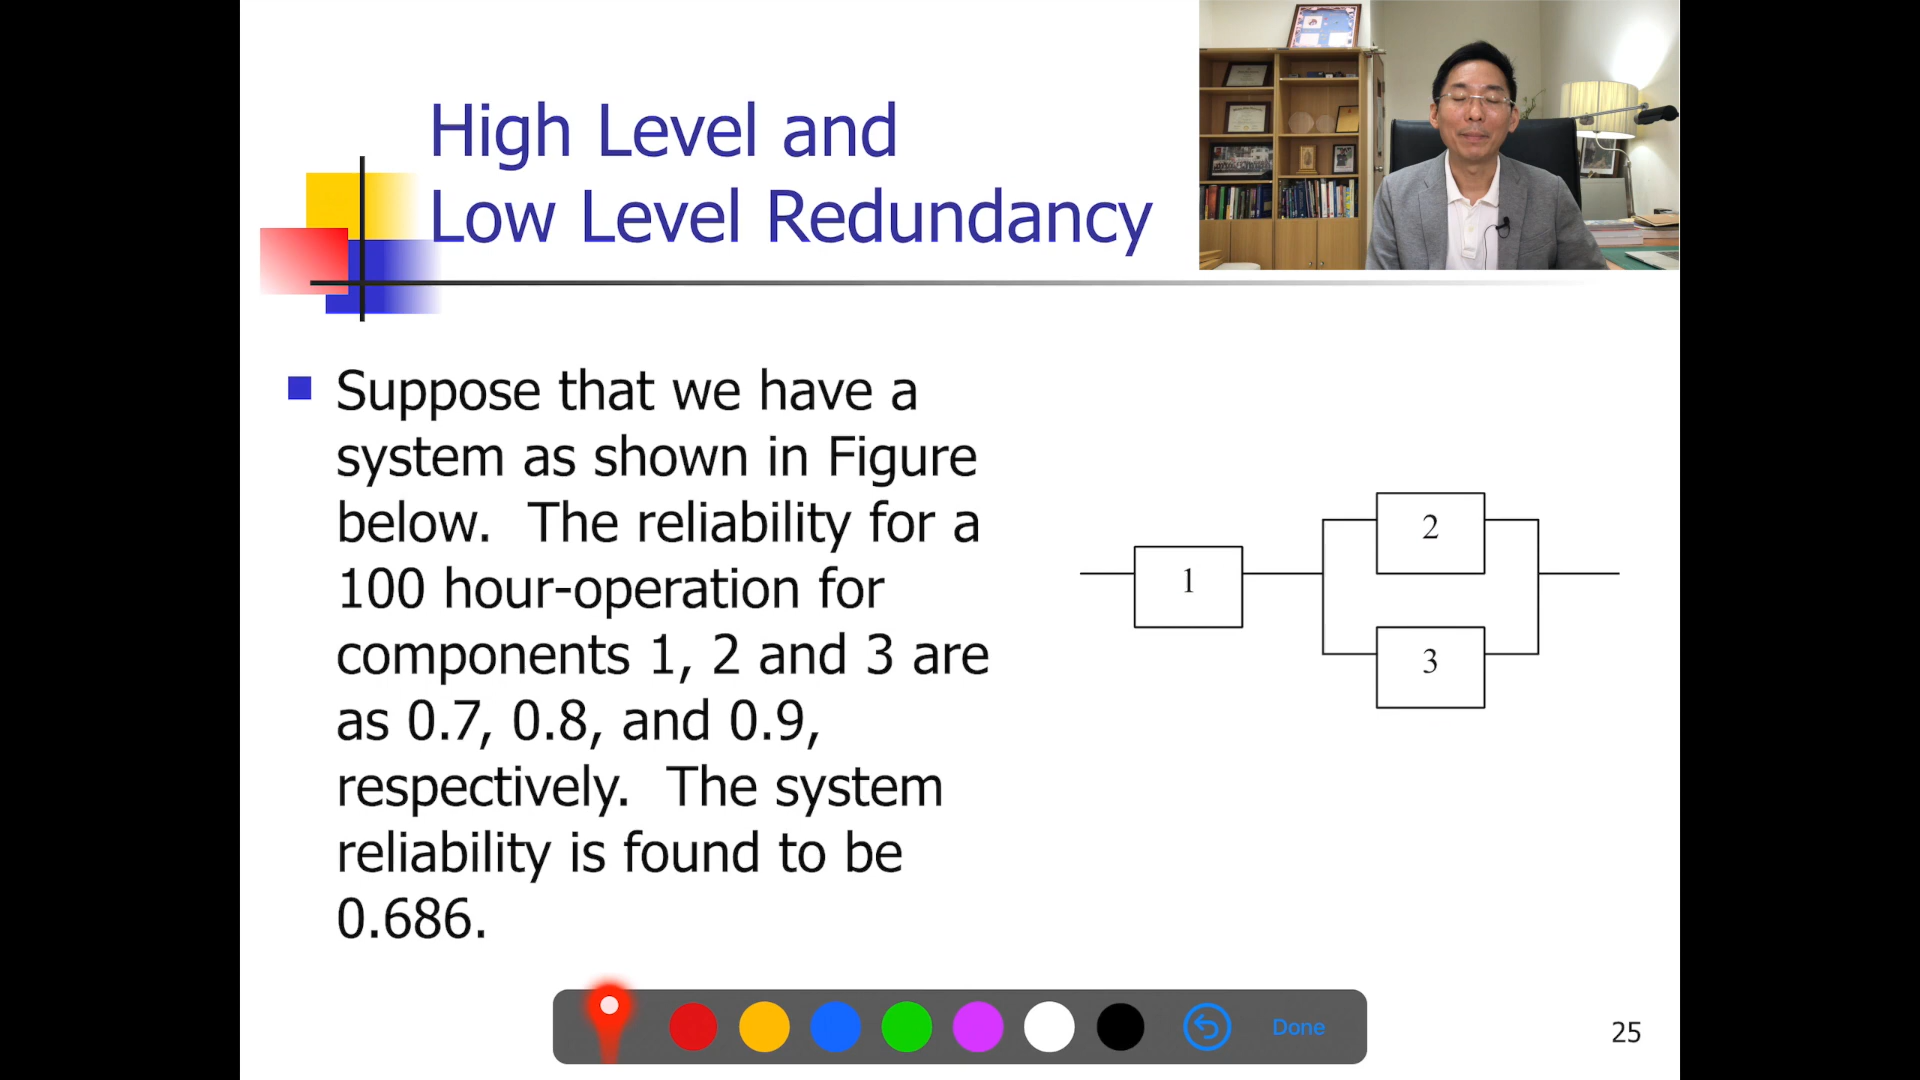 High Level and
Low Level Redundancy
Suppose that we have a
system as shown in Figure
below.  The reliability for a
100 hour-operation for
components 1, 2 and 3 are
as 0.7, 0.8, and 0.9,
respectively.  The system
reliability is found to be
0.686.
1
2
3
Done
25